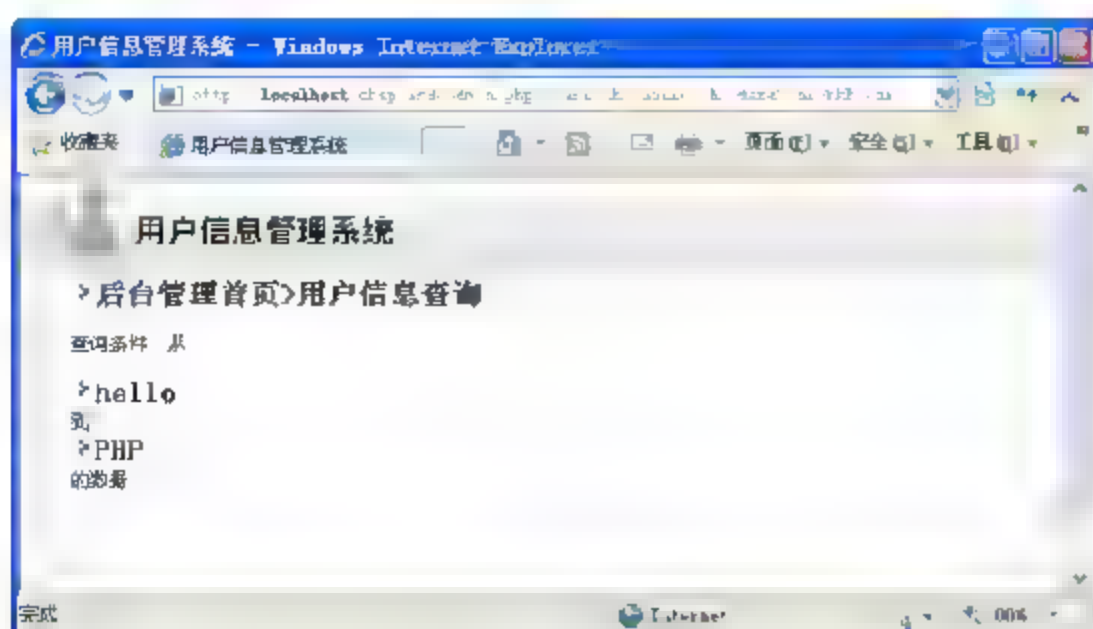 用户信息管理系统 - Windows Internet Explorer
localhost
收藏夹 用户信息管理系统 页面 安全 工具
用户信息管理系统
>后台管理首页>用户信息查询
查询条件 从
>hello
到
>PHP
的数据
完成 Internet